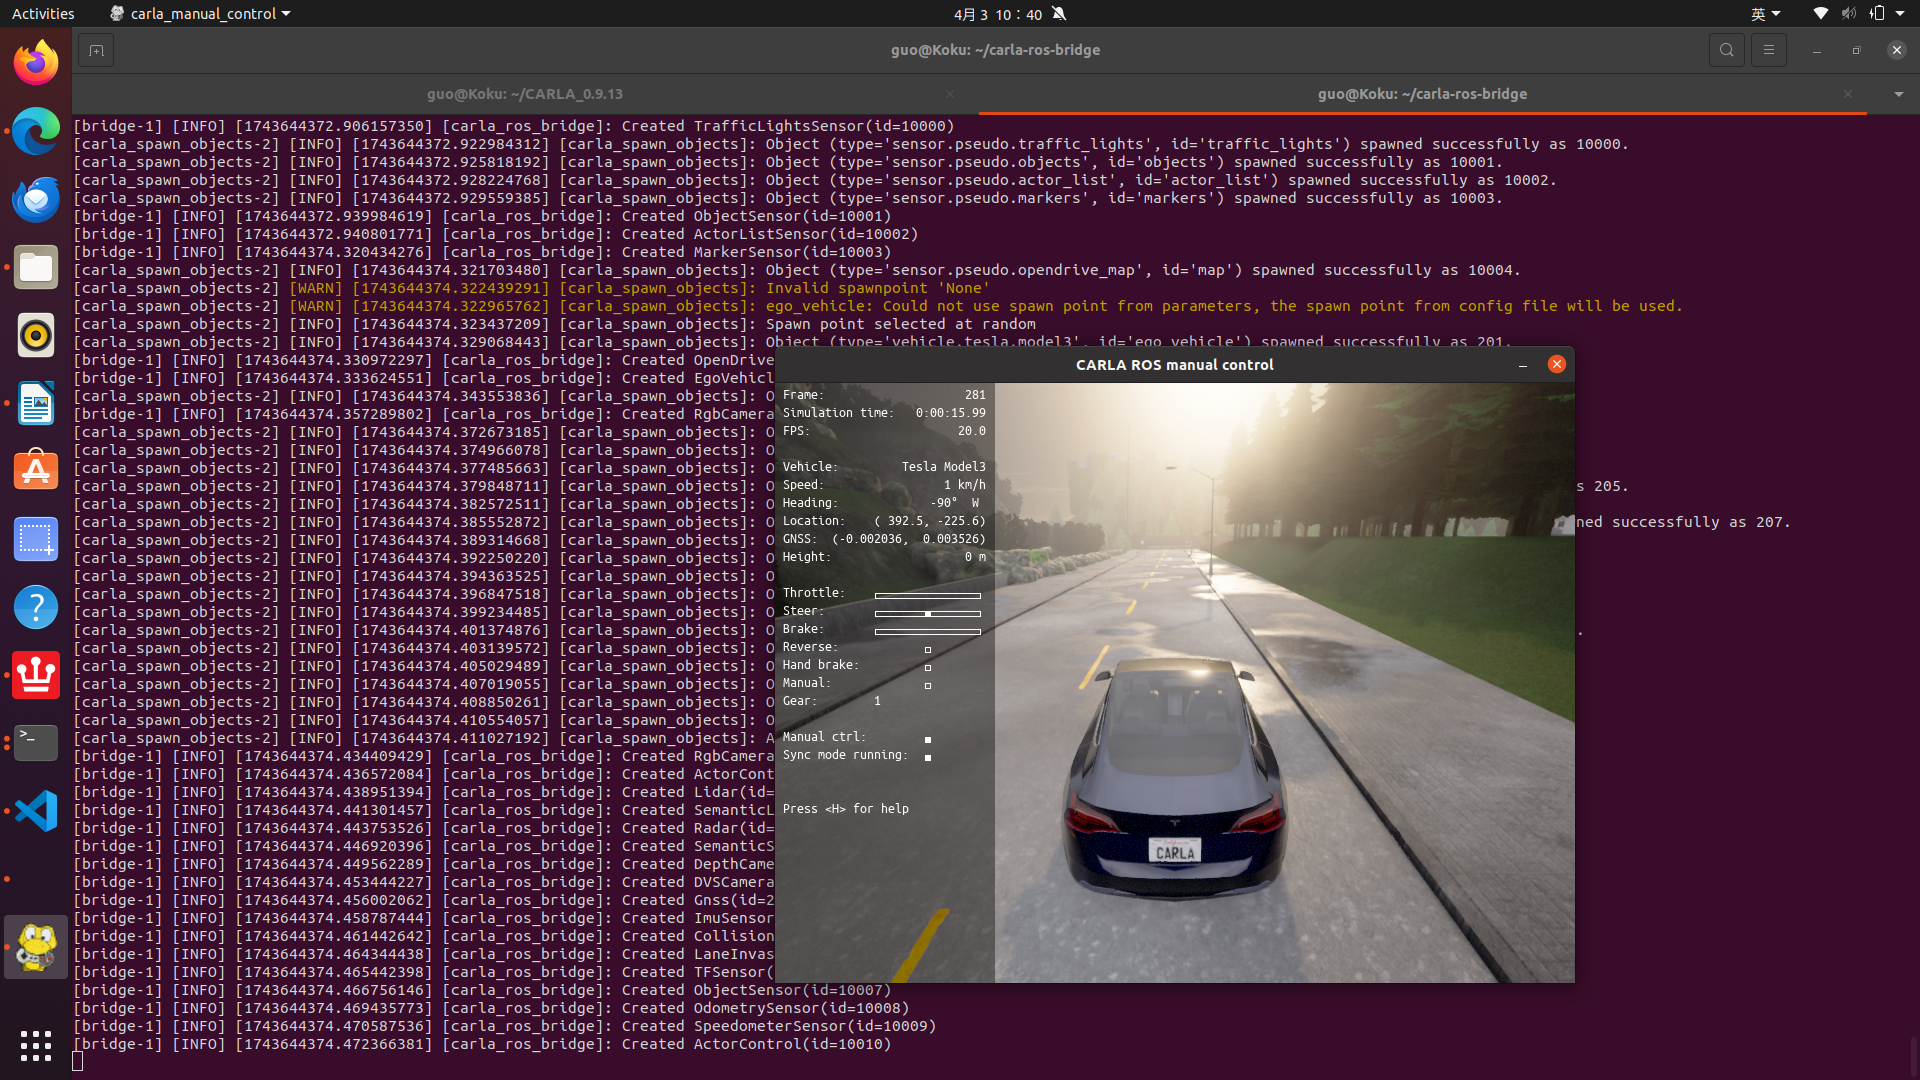 Activities
carla_manual_control
4月 3 10：40
英
guo@Koku: ~/carla-ros-bridge
guo@Koku: ~/CARLA_0.9.13
guo@Koku: ~/carla-ros-bridge
[bridge-1] [INFO] [1743644372.906157350] [carla_ros_bridge]: Created TrafficLightsSensor(id=10000)
[carla_spawn_objects-2] [INFO] [1743644372.922984312] [carla_spawn_objects]: Object (type='sensor.pseudo.traffic_lights', id='traffic_lights') spawned successfully as 10000.
[carla_spawn_objects-2] [INFO] [1743644372.925818192] [carla_spawn_objects]: Object (type='sensor.pseudo.objects', id='objects') spawned successfully as 10001.
[carla_spawn_objects-2] [INFO] [1743644372.928224768] [carla_spawn_objects]: Object (type='sensor.pseudo.actor_list', id='actor_list') spawned successfully as 10002.
[carla_spawn_objects-2] [INFO] [1743644372.929559385] [carla_spawn_objects]: Object (type='sensor.pseudo.markers', id='markers') spawned successfully as 10003.
[bridge-1] [INFO] [1743644372.939984619] [carla_ros_bridge]: Created ObjectSensor(id=10001)
[bridge-1] [INFO] [1743644372.940801771] [carla_ros_bridge]: Created ActorListSensor(id=10002)
[bridge-1] [INFO] [1743644374.320434276] [carla_ros_bridge]: Created MarkerSensor(id=10003)
[carla_spawn_objects-2] [INFO] [1743644374.321703480] [carla_spawn_objects]: Object (type='sensor.pseudo.opendrive_map', id='map') spawned successfully as 10004.
[carla_spawn_objects-2] [WARN] [1743644374.322439291] [carla_spawn_objects]: Invalid spawnpoint 'None'
[carla_spawn_objects-2] [WARN] [1743644374.322965762] [carla_spawn_objects]: ego_vehicle: Could not use spawn point from parameters, the spawn point from config file will be used.
[carla_spawn_objects-2] [INFO] [1743644374.323437209] [carla_spawn_objects]: Spawn point selected at random
[carla_spawn_objects-2] [INFO] [1743644374.329068443] [carla_spawn_objects]: Object (type='vehicle.tesla.model3', id='ego_vehicle') spawned successfully as 201.
[bridge-1] [INFO] [1743644374.330972297] [carla_ros_bridge]: Created OpenDrive
[bridge-1] [INFO] [1743644374.333624551] [carla_ros_bridge]: Created EgoVehicl
[carla_spawn_objects-2] [INFO] [1743644374.343553836] [carla_spawn_objects]: O
[bridge-1] [INFO] [1743644374.357289802] [carla_ros_bridge]: Created RgbCamera
[carla_spawn_objects-2] [INFO] [1743644374.372673185] [carla_spawn_objects]: O
[carla_spawn_objects-2] [INFO] [1743644374.374966078] [carla_spawn_objects]: O
[carla_spawn_objects-2] [INFO] [1743644374.377485663] [carla_spawn_objects]: O
[carla_spawn_objects-2] [INFO] [1743644374.379848711] [carla_spawn_objects]: O s 205.
[carla_spawn_objects-2] [INFO] [1743644374.382572511] [carla_spawn_objects]: O
[carla_spawn_objects-2] [INFO] [1743644374.385552872] [carla_spawn_objects]: O ned successfully as 207.
[carla_spawn_objects-2] [INFO] [1743644374.389314668] [carla_spawn_objects]: O
[carla_spawn_objects-2] [INFO] [1743644374.392250220] [carla_spawn_objects]: O
[carla_spawn_objects-2] [INFO] [1743644374.394363525] [carla_spawn_objects]: O
[carla_spawn_objects-2] [INFO] [1743644374.396847518] [carla_spawn_objects]: O
[carla_spawn_objects-2] [INFO] [1743644374.399234485] [carla_spawn_objects]: O
[carla_spawn_objects-2] [INFO] [1743644374.401374876] [carla_spawn_objects]: O .
[carla_spawn_objects-2] [INFO] [1743644374.403139572] [carla_spawn_objects]: O
[carla_spawn_objects-2] [INFO] [1743644374.405029489] [carla_spawn_objects]: O
[carla_spawn_objects-2] [INFO] [1743644374.407019055] [carla_spawn_objects]: O
[carla_spawn_objects-2] [INFO] [1743644374.408850261] [carla_spawn_objects]: O
[carla_spawn_objects-2] [INFO] [1743644374.410554057] [carla_spawn_objects]: O
[carla_spawn_objects-2] [INFO] [1743644374.411027192] [carla_spawn_objects]: A
[bridge-1] [INFO] [1743644374.434409429] [carla_ros_bridge]: Created RgbCamera
[bridge-1] [INFO] [1743644374.436572084] [carla_ros_bridge]: Created ActorCont
[bridge-1] [INFO] [1743644374.438951394] [carla_ros_bridge]: Created Lidar(id=
[bridge-1] [INFO] [1743644374.441301457] [carla_ros_bridge]: Created SemanticL
[bridge-1] [INFO] [1743644374.443753526] [carla_ros_bridge]: Created Radar(id=
[bridge-1] [INFO] [1743644374.446920396] [carla_ros_bridge]: Created SemanticS
[bridge-1] [INFO] [1743644374.449562289] [carla_ros_bridge]: Created DepthCame
[bridge-1] [INFO] [1743644374.453444227] [carla_ros_bridge]: Created DVSCamera
[bridge-1] [INFO] [1743644374.456002062] [carla_ros_bridge]: Created Gnss(id=2
[bridge-1] [INFO] [1743644374.458787444] [carla_ros_bridge]: Created ImuSensor
[bridge-1] [INFO] [1743644374.461442642] [carla_ros_bridge]: Created Collision
[bridge-1] [INFO] [1743644374.464344438] [carla_ros_bridge]: Created LaneInvas
[bridge-1] [INFO] [1743644374.465442398] [carla_ros_bridge]: Created TFSensor(
[bridge-1] [INFO] [1743644374.466756146] [carla_ros_bridge]: Created ObjectSensor(id=10007)
[bridge-1] [INFO] [1743644374.469435773] [carla_ros_bridge]: Created OdometrySensor(id=10008)
[bridge-1] [INFO] [1743644374.470587536] [carla_ros_bridge]: Created SpeedometerSensor(id=10009)
[bridge-1] [INFO] [1743644374.472366381] [carla_ros_bridge]: Created ActorControl(id=10010)
CARLA ROS manual control
Frame: 281
Simulation time: 0:00:15.99
FPS: 20.0
Vehicle: Tesla Model3
Speed: 1 km/h
Heading: -90° W
Location: ( 392.5, -225.6)
GNSS: (-0.002036, 0.003526)
Height: 0 m
Throttle:
Steer:
Brake:
Reverse:
Hand brake:
Manual:
Gear: 1
Manual ctrl:
Sync mode running:
Press <H> for help
CARLA